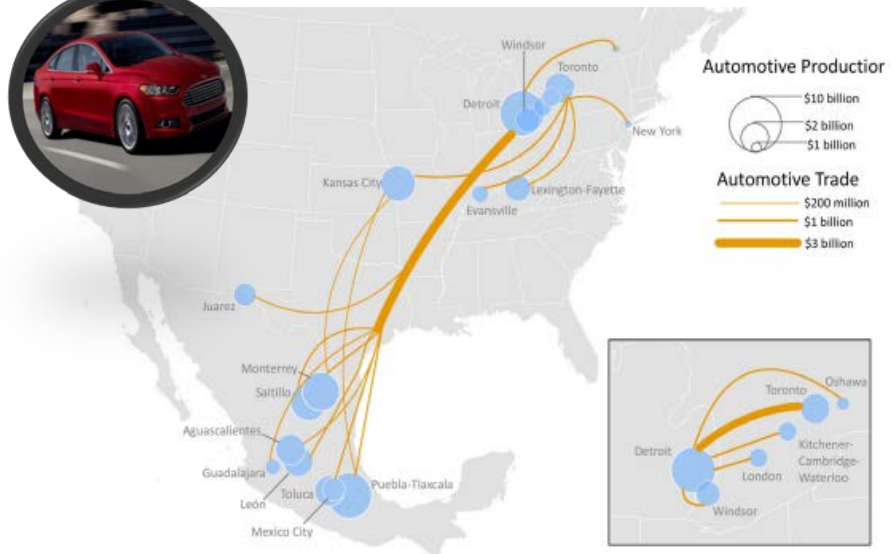 Windsor
Toronto
Detroit
New York
Kansas City
Lexington-Fayette
Evansville
Juarez
Monterrey
Saltillo
Aguascalientes
Guadalajara
León
Toluca
Puebla-Tlaxcala
Mexico City
Automotive Production
$10 billion
$2 billion
$1 billion
Automotive Trade
$200 million
$1 billion
$3 billion
Toronto
Oshawa
Detroit
Kitchener-
Cambridge-
Waterloo
London
Windsor